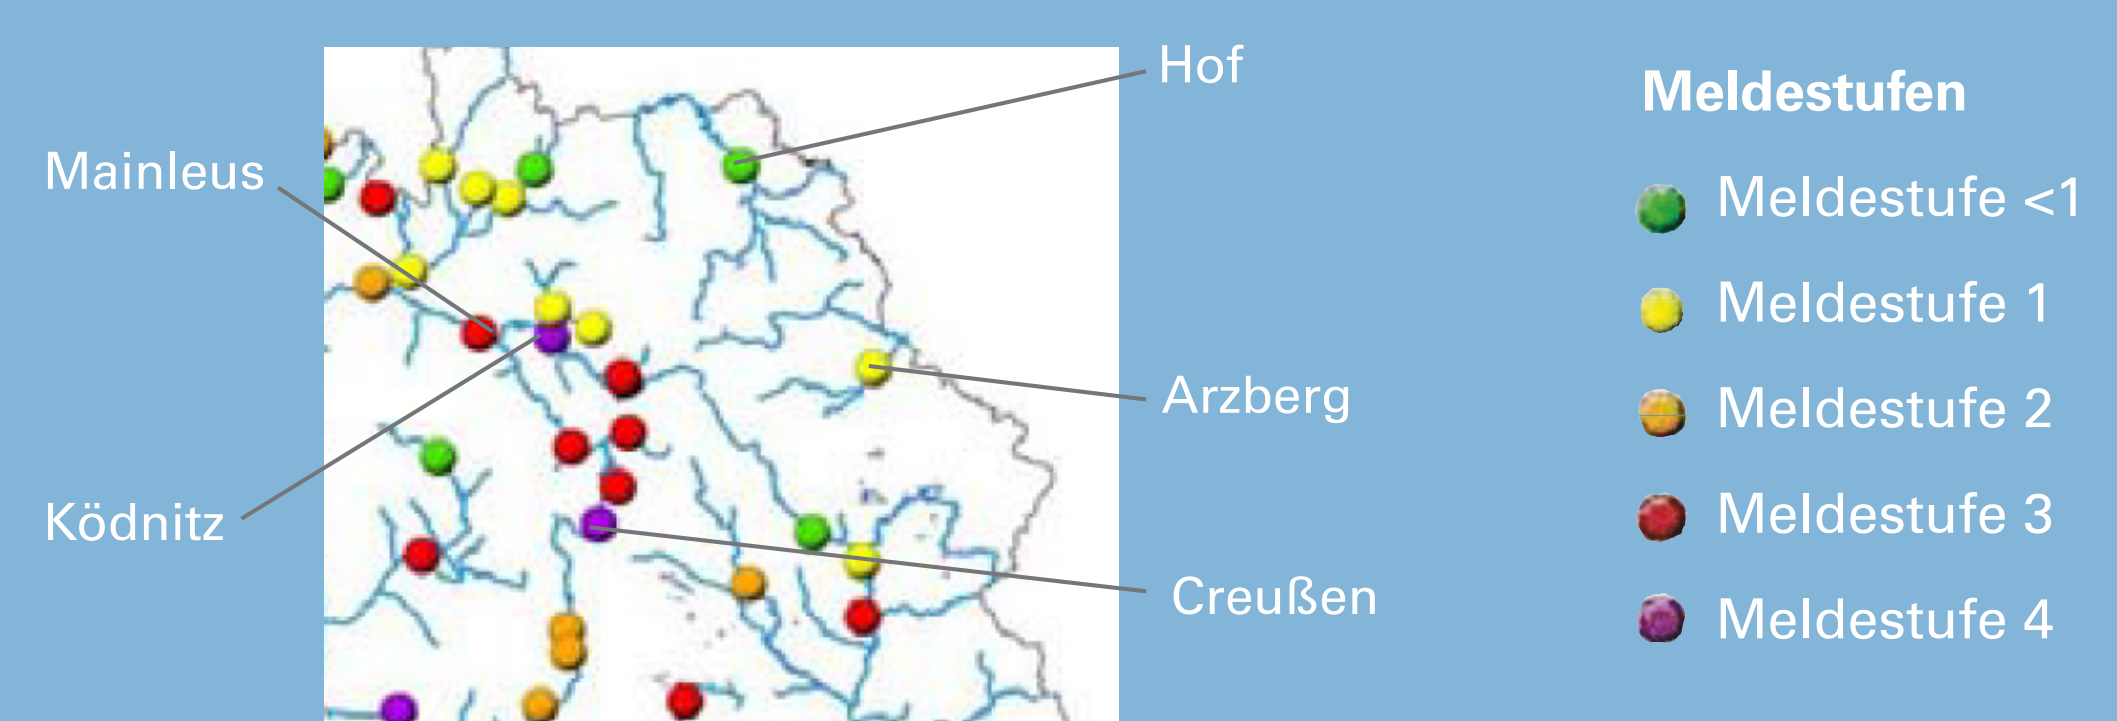 Hof
Mainleus
Arzberg
Ködnitz
Creußen
Meldestufen
Meldestufe <1
Meldestufe 1
Meldestufe 2
Meldestufe 3
Meldestufe 4